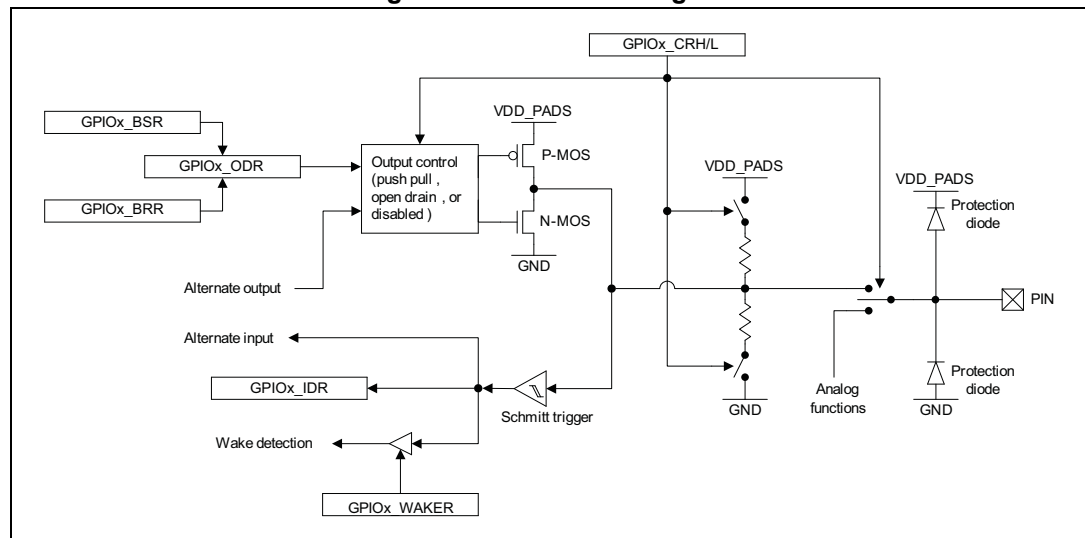 GPIOx_CRH/L
VDD_PADS
GPIOx_BSR
GPIOx_ODR
GPIOx_BRR
Output control
(push pull ,
open drain , or
disabled )
P-MOS
N-MOS
GND
Alternate output
VDD_PADS
VDD_PADS
Protection
diode
PIN
Alternate input
GPIOx_IDR
Schmitt trigger
Wake detection
GPIOx_WAKER
GND
Analog
functions
Protection
diode
GND